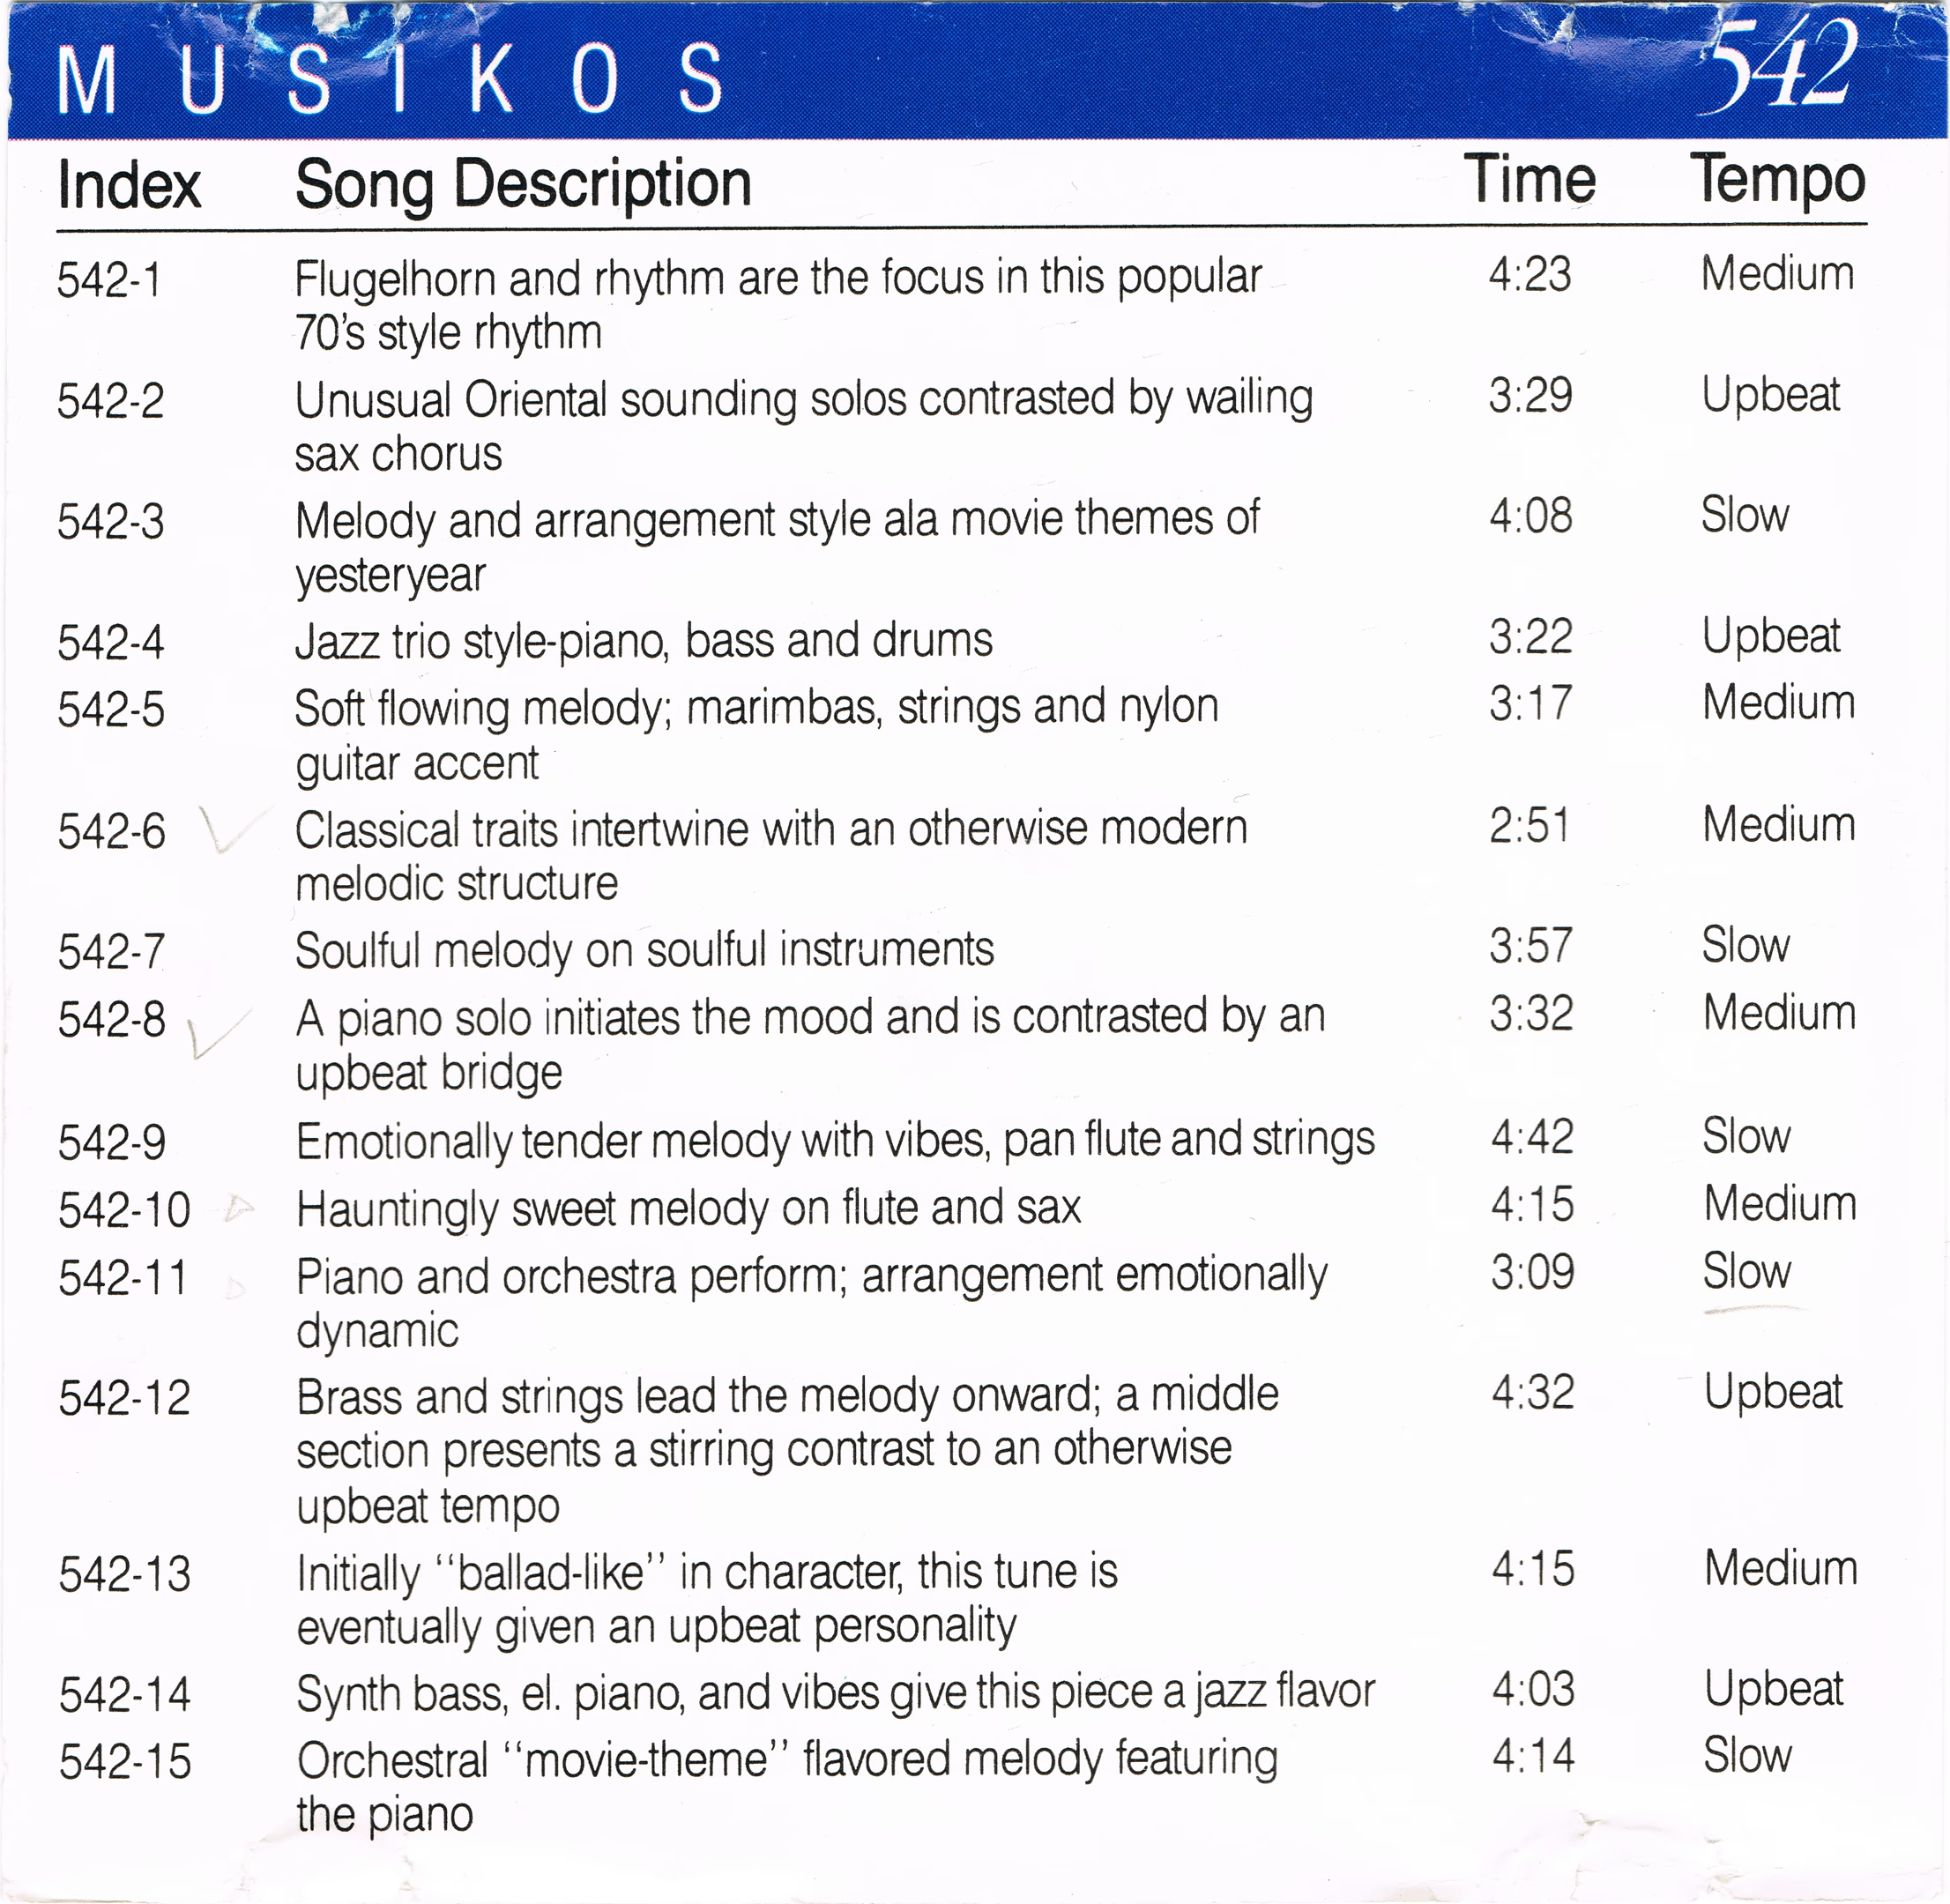 MUSIKOS 542
Index Song Description Time Tempo
542-1 Flugelhorn and rhythm are the focus in this popular 4:23 Medium
70's style rhythm
542-2 Unusual Oriental sounding solos contrasted by wailing 3:29 Upbeat
sax chorus
542-3 Melody and arrangement style ala movie themes of 4:08 Slow
yesteryear
542-4 Jazz trio style-piano, bass and drums 3:22 Upbeat
542-5 Soft flowing melody; marimbas, strings and nylon 3:17 Medium
guitar accent
542-6 Classical traits intertwine with an otherwise modern 2:51 Medium
melodic structure
542-7 Soulful melody on soulful instruments 3:57 Slow
542-8 A piano solo initiates the mood and is contrasted by an 3:32 Medium
upbeat bridge
542-9 Emotionally tender melody with vibes, pan flute and strings 4:42 Slow
542-10 Hauntingly sweet melody on flute and sax 4:15 Medium
542-11 Piano and orchestra perform; arrangement emotionally 3:09 Slow
dynamic
542-12 Brass and strings lead the melody onward; a middle 4:32 Upbeat
section presents a stirring contrast to an otherwise
upbeat tempo
542-13 Initially "ballad-like" in character, this tune is 4:15 Medium
eventually given an upbeat personality
542-14 Synth bass, el. piano, and vibes give this piece a jazz flavor 4:03 Upbeat
542-15 Orchestral "movie-theme" flavored melody featuring 4:14 Slow
the piano